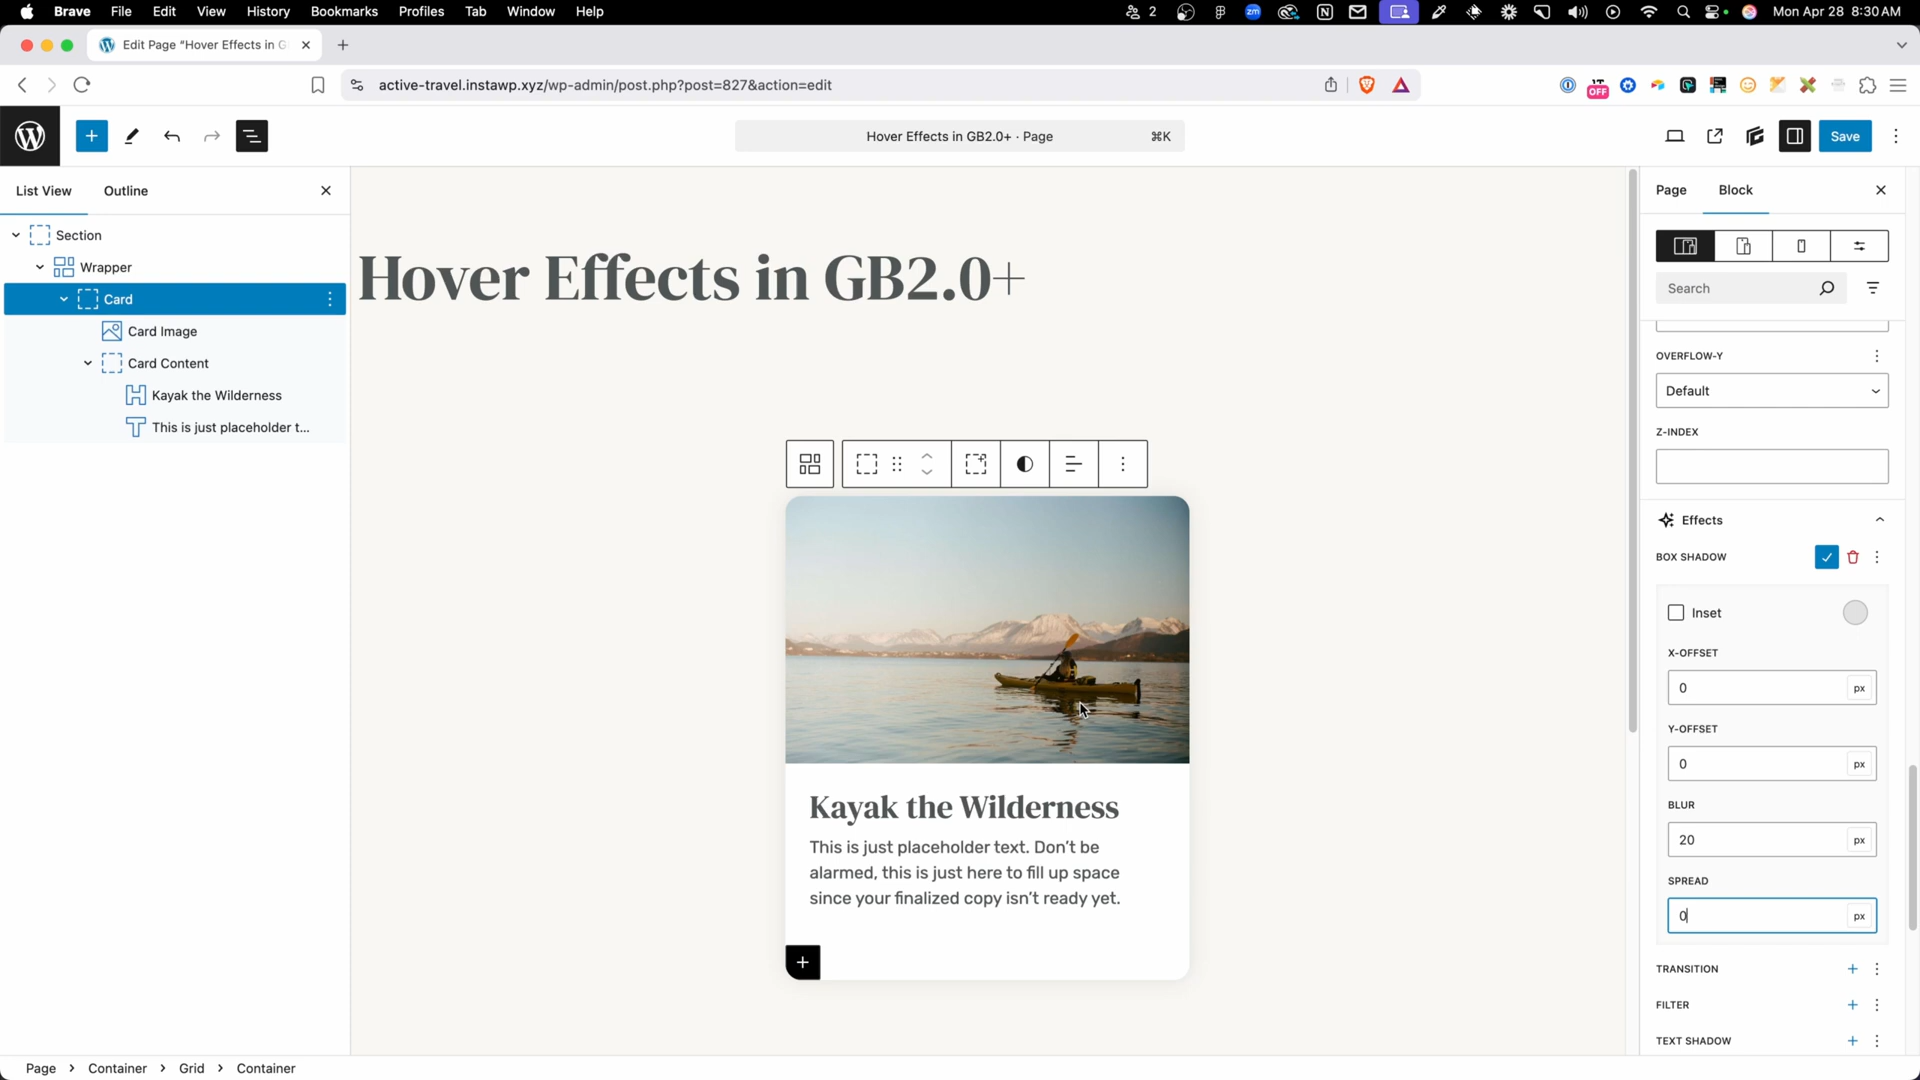 Brave File Edit View History Bookmarks Profiles Tab Window Help
2
zm
Mon Apr 28 8:30 AM
Edit Page “Hover Effects in G
active-travel.instawp.xyz/wp-admin/post.php?post=827&action=edit
OFF
Hover Effects in GB2.0+ · Page
⌘K
Save
List View
Outline
Section
Wrapper
Card
Card Image
Card Content
Kayak the Wilderness
This is just placeholder t...
Hover Effects in GB2.0+
Kayak the Wilderness
This is just placeholder text. Don’t be
alarmed, this is just here to fill up space
since your finalized copy isn’t ready yet.
Page
Block
Search
OVERFLOW-Y
Default
Z-INDEX
Effects
BOX SHADOW
Inset
X-OFFSET
0 px
Y-OFFSET
0 px
BLUR
20 px
SPREAD
0 px
TRANSITION
FILTER
TEXT SHADOW
Page > Container > Grid > Container